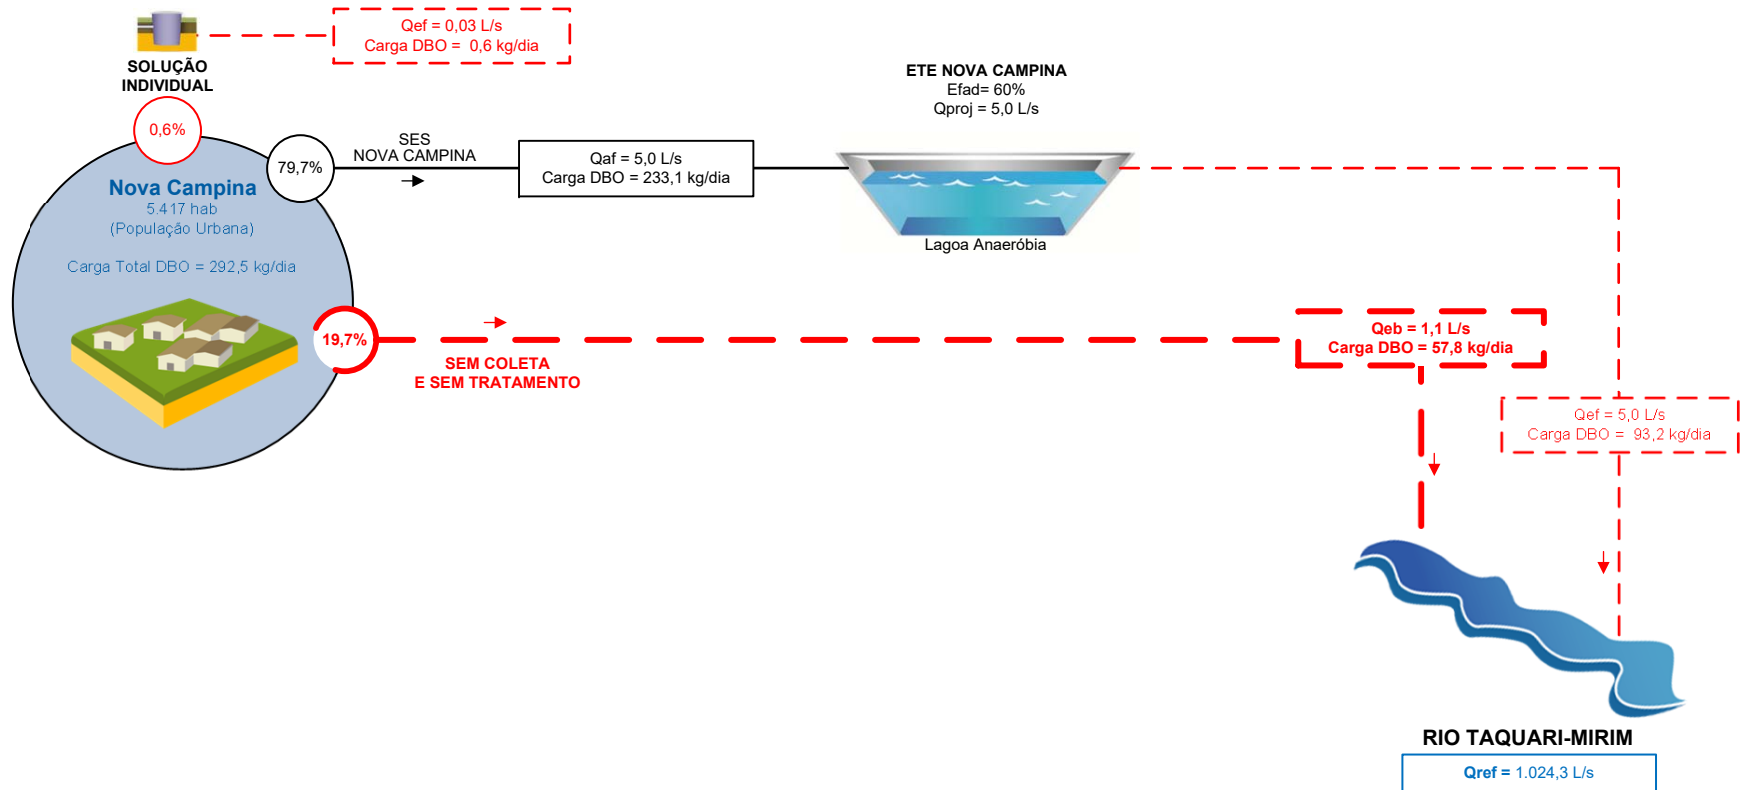 Qef = 0,03 L/s
Carga DBO =  0,6 kg/dia
SOLUÇÃO
INDIVIDUAL
0,6%
79,7%
SES
NOVA CAMPINA
Qaf = 5,0 L/s
Carga DBO = 233,1 kg/dia
ETE NOVA CAMPINA
Efad= 60%
Qproj = 5,0 L/s
Lagoa Anaeróbia
Nova Campina
5.417 hab
(População Urbana)
Carga Total DBO = 292,5 kg/dia
19,7%
SEM COLETA
E SEM TRATAMENTO
Qeb = 1,1 L/s
Carga DBO = 57,8 kg/dia
Qef = 5,0 L/s
Carga DBO =  93,2 kg/dia
RIO TAQUARI-MIRIM
Qref = 1.024,3 L/s